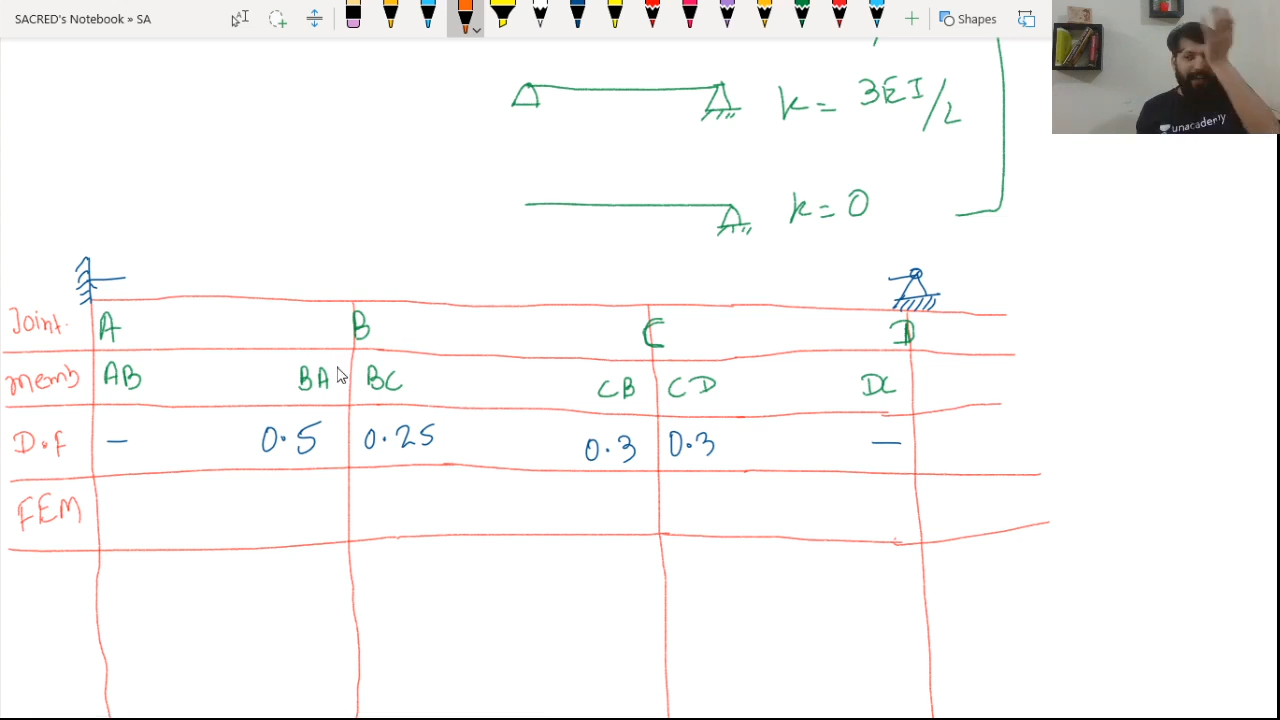 SACRED's Notebook » SA
Shapes
unacademy
k = 3EI/L
k = 0
Joint. A B C D
Memb AB BA BC CB CD DC
D.f — 0.5 0.25 0.3 0.3 —
FEM